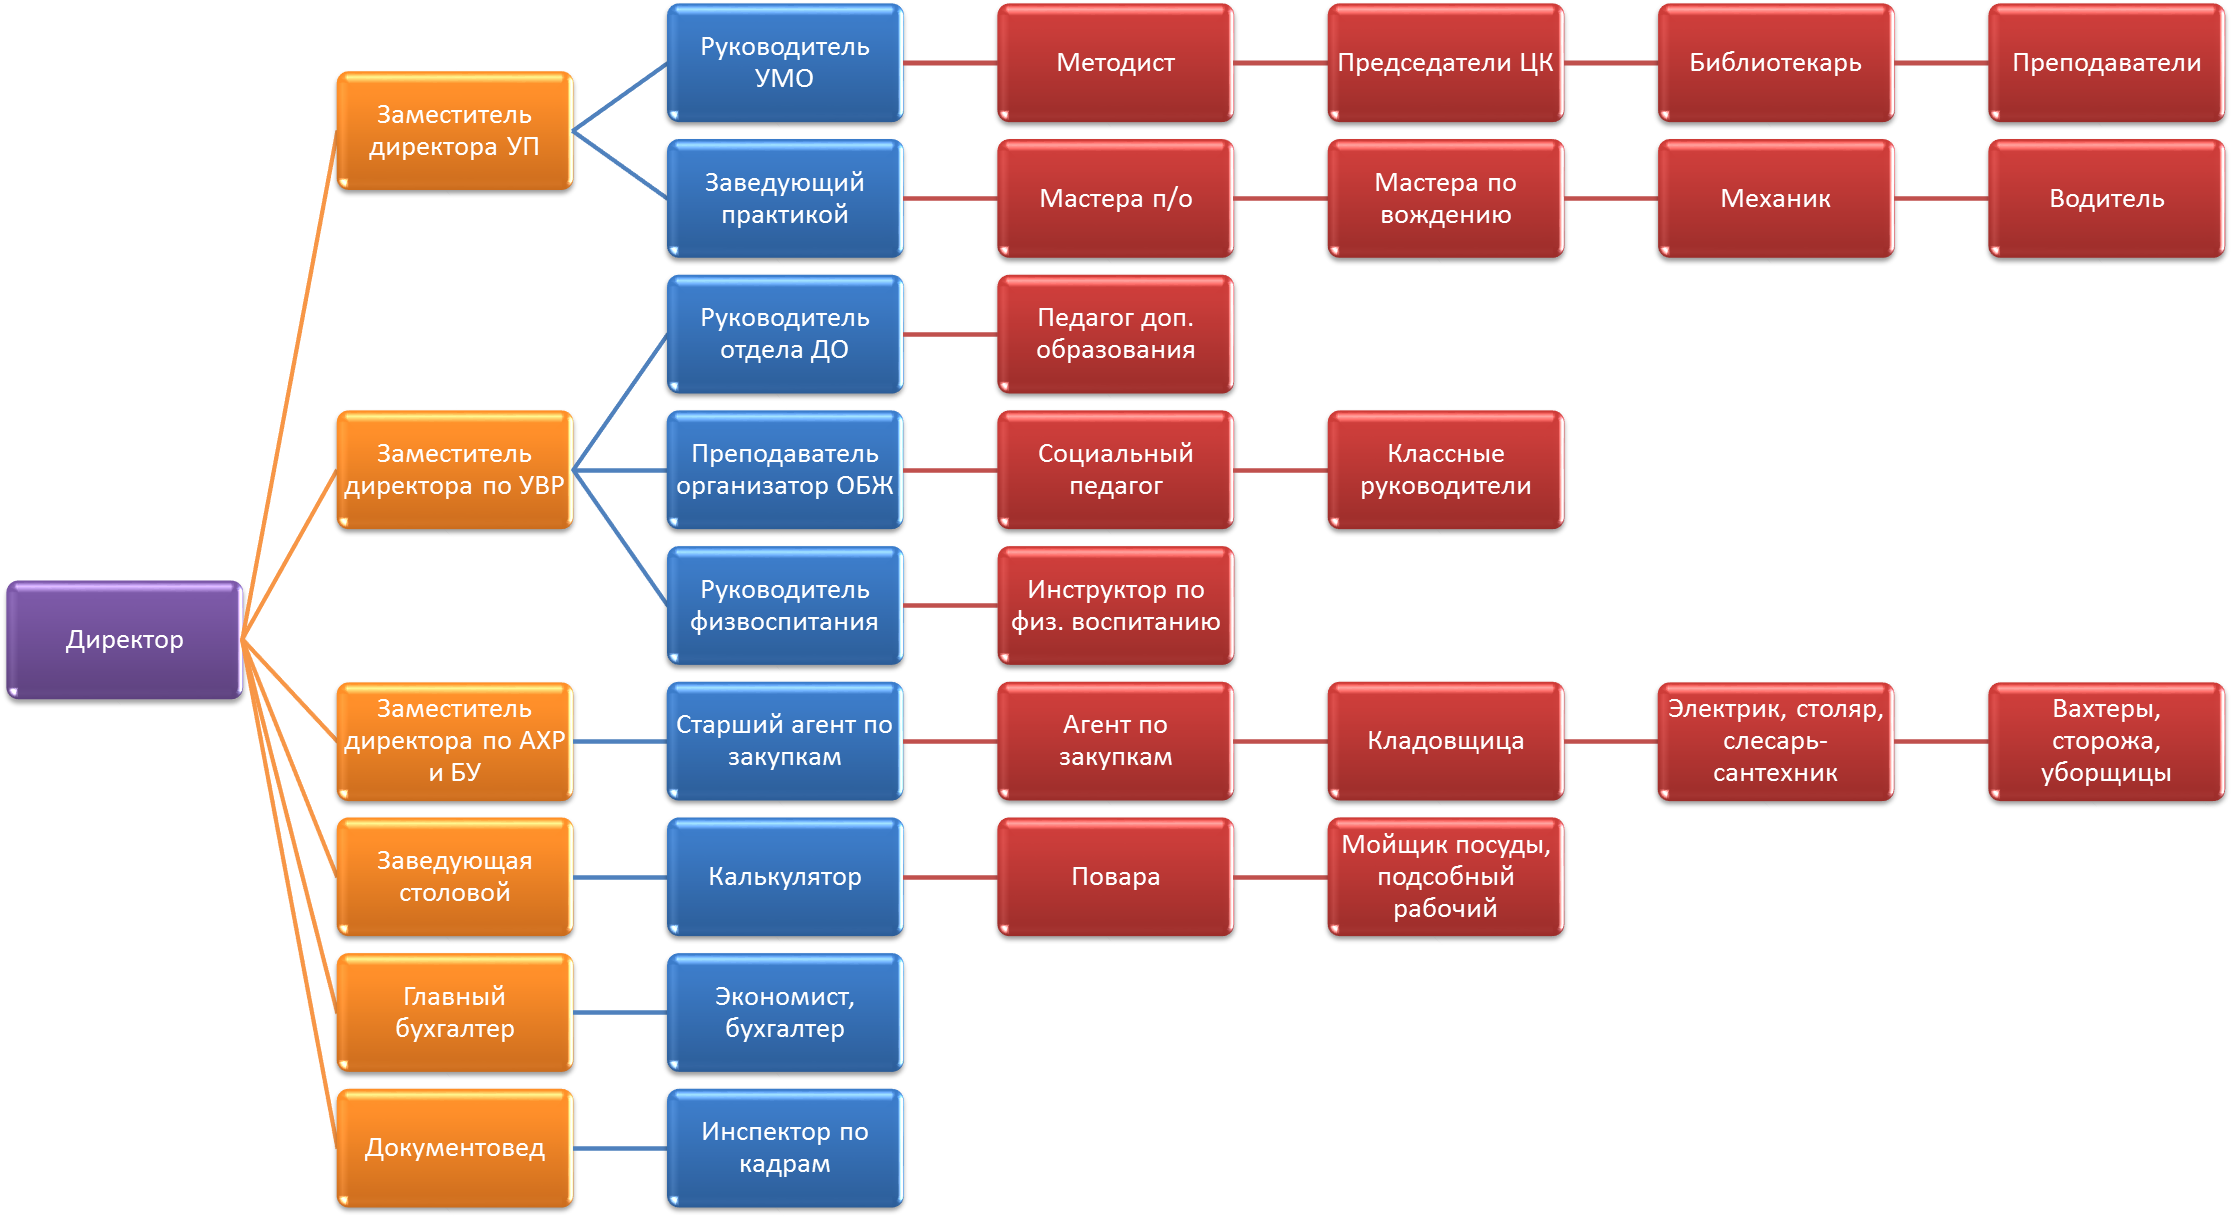 Руководитель
УМО
Методист
Председатели ЦК
Библиотекарь
Преподаватели
Заместитель
директора УП
Заведующий
практикой
Мастера п/о
Мастера по
вождению
Механик
Водитель
Руководитель
отдела ДО
Педагог доп.
образования
Заместитель
директора по УВР
Преподаватель
организатор ОБЖ
Социальный
педагог
Классные
руководители
Руководитель
физвоспитания
Инструктор по
физ. воспитанию
Директор
Заместитель
директора по АХР
и БУ
Старший агент по
закупкам
Агент по
закупкам
Кладовщица
Электрик, столяр,
слесарь-
сантехник
Вахтеры,
сторожа,
уборщицы
Заведующая
столовой
Калькулятор
Повара
Мойщик посуды,
подсобный
рабочий
Главный
бухгалтер
Экономист,
бухгалтер
Документовед
Инспектор по
кадрам